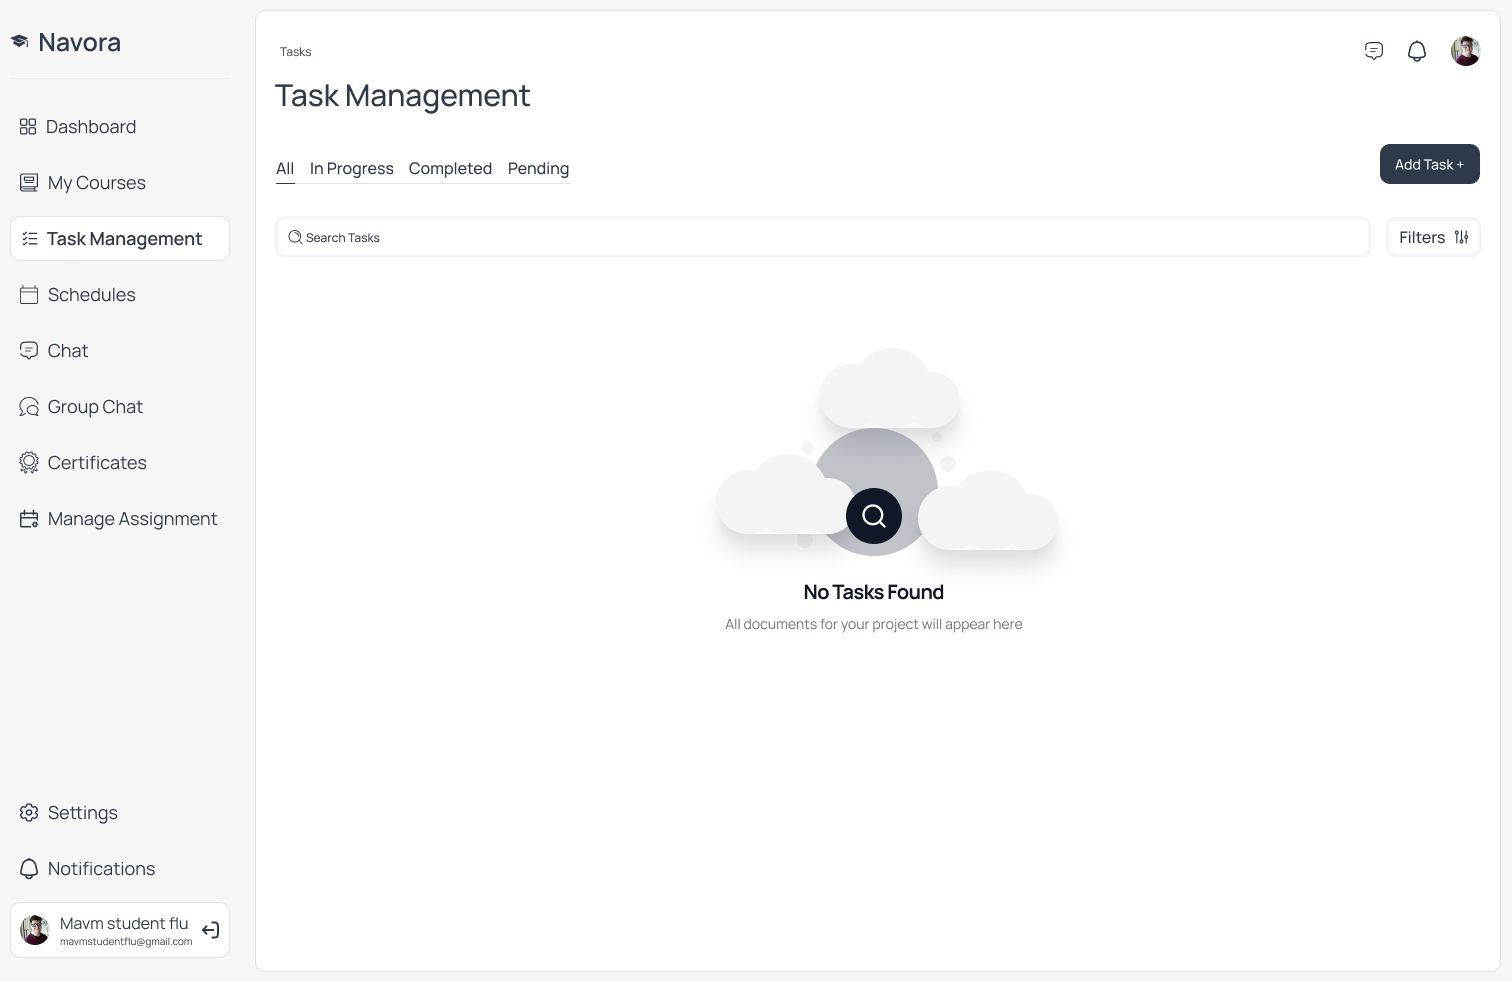 Navora
Dashboard
My Courses
Task Management
Schedules
Chat
Group Chat
Certificates
Manage Assignment
Settings
Notifications
Mavm student flu
mavmstudentflu@gmail.com
Tasks
Task Management
All In Progress Completed Pending
Add Task +
Search Tasks
Filters
No Tasks Found
All documents for your project will appear here